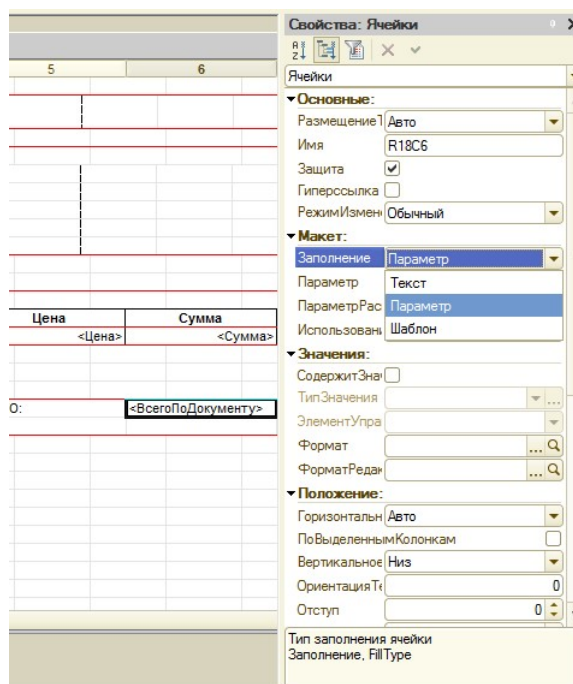 Свойства: Ячейки
5 6
Ячейки
Основные:
РазмещениеТ Авто
Имя R18C6
Защита
Гиперссылка
РежимИзмен Обычный
Макет:
Заполнение Параметр
Параметр Текст
ПараметрРас Параметр
Использован Шаблон
Цена Сумма
<Цена> <Сумма>
Значения:
СодержитЗна
ТипЗначения ...
ЭлементУпра
О: <ВсегоПоДокументу>
Формат ...
ФорматРедак ...
Положение:
Горизонтальн Авто
ПоВыделеннымКолонкам
Вертикальное Низ
ОриентацияТе 0
Отступ 0
Тип заполнения ячейки
Заполнение, FillType